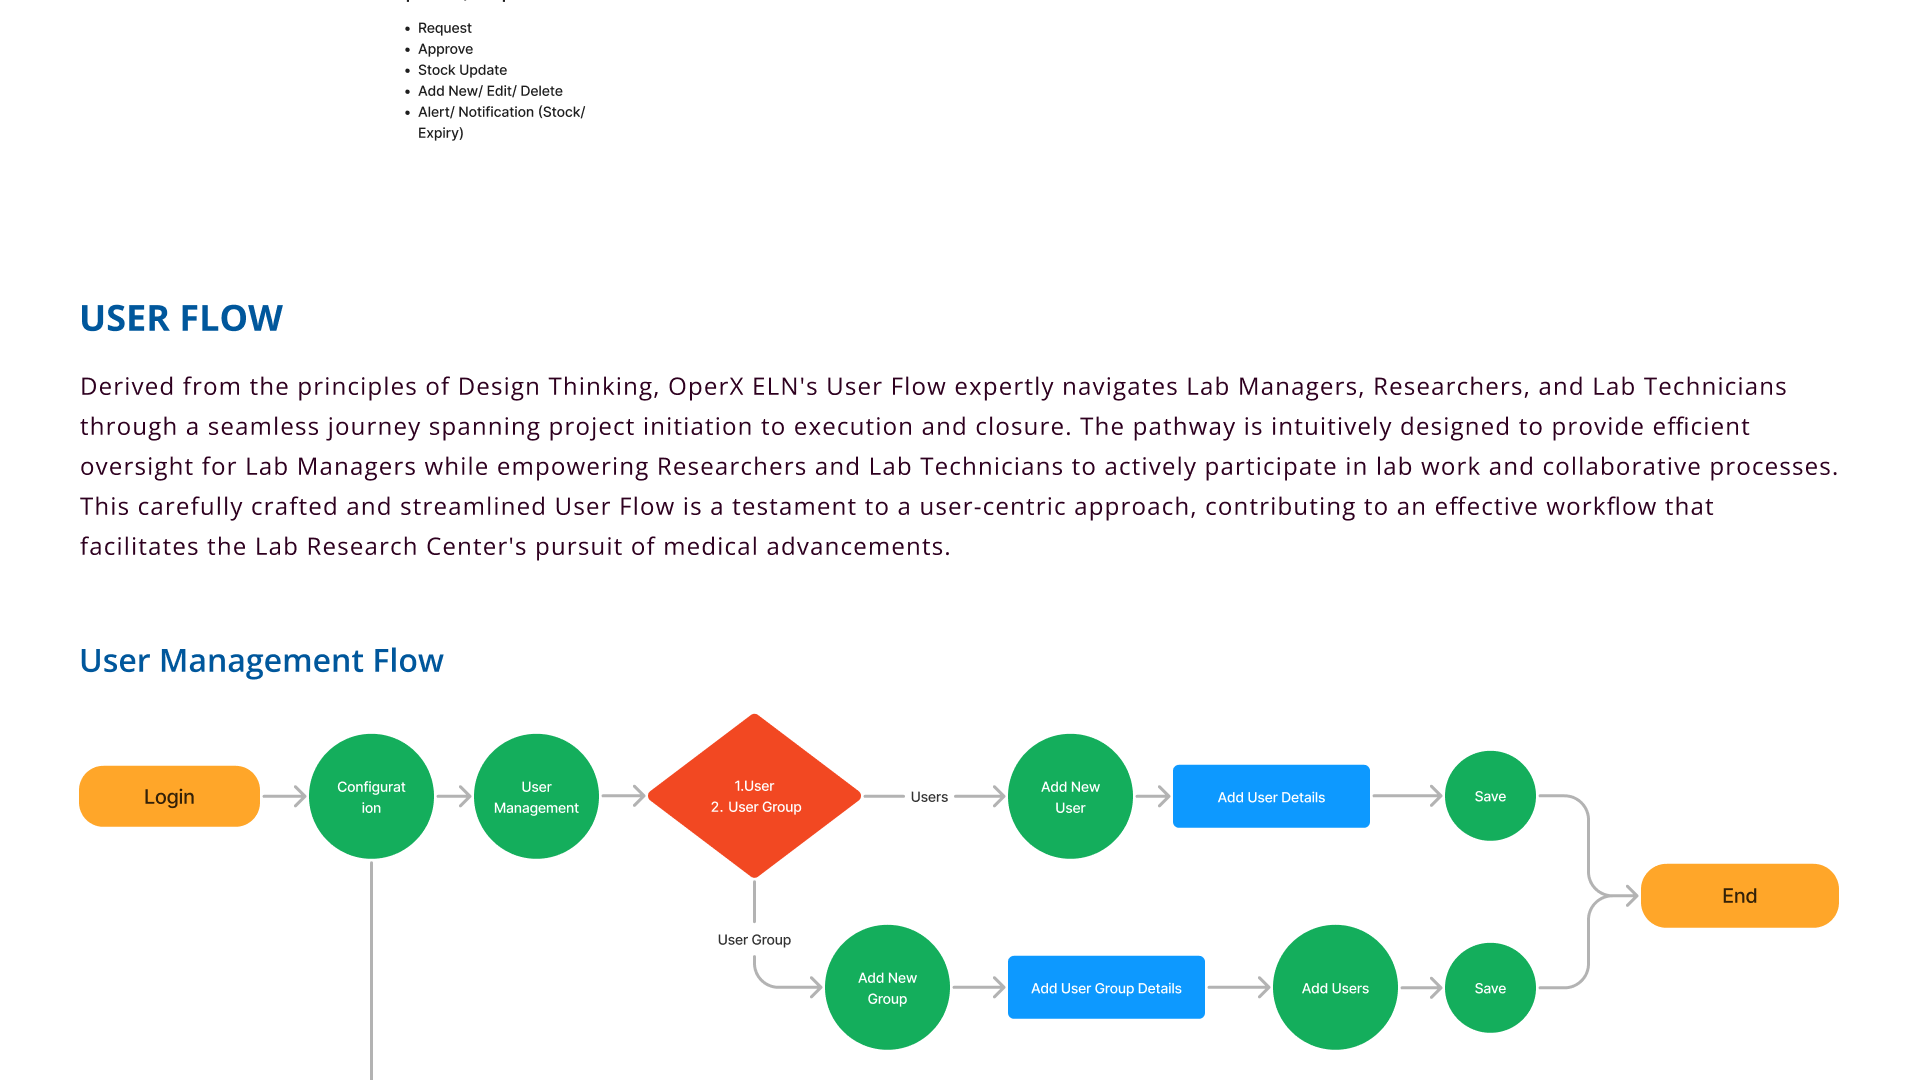 • Request
• Approve
• Stock Update
• Add New/ Edit/ Delete
• Alert/ Notification (Stock/
Expiry)
USER FLOW
Derived from the principles of Design Thinking, OperX ELN's User Flow expertly navigates Lab Managers, Researchers, and Lab Technicians
through a seamless journey spanning project initiation to execution and closure. The pathway is intuitively designed to provide efficient
oversight for Lab Managers while empowering Researchers and Lab Technicians to actively participate in lab work and collaborative processes.
This carefully crafted and streamlined User Flow is a testament to a user-centric approach, contributing to an effective workflow that
facilitates the Lab Research Center's pursuit of medical advancements.
User Management Flow
Login
Configurat
ion
User
Management
1.User
2. User Group
Users
Add New
User
Add User Details
Save
End
User Group
Add New
Group
Add User Group Details
Add Users
Save